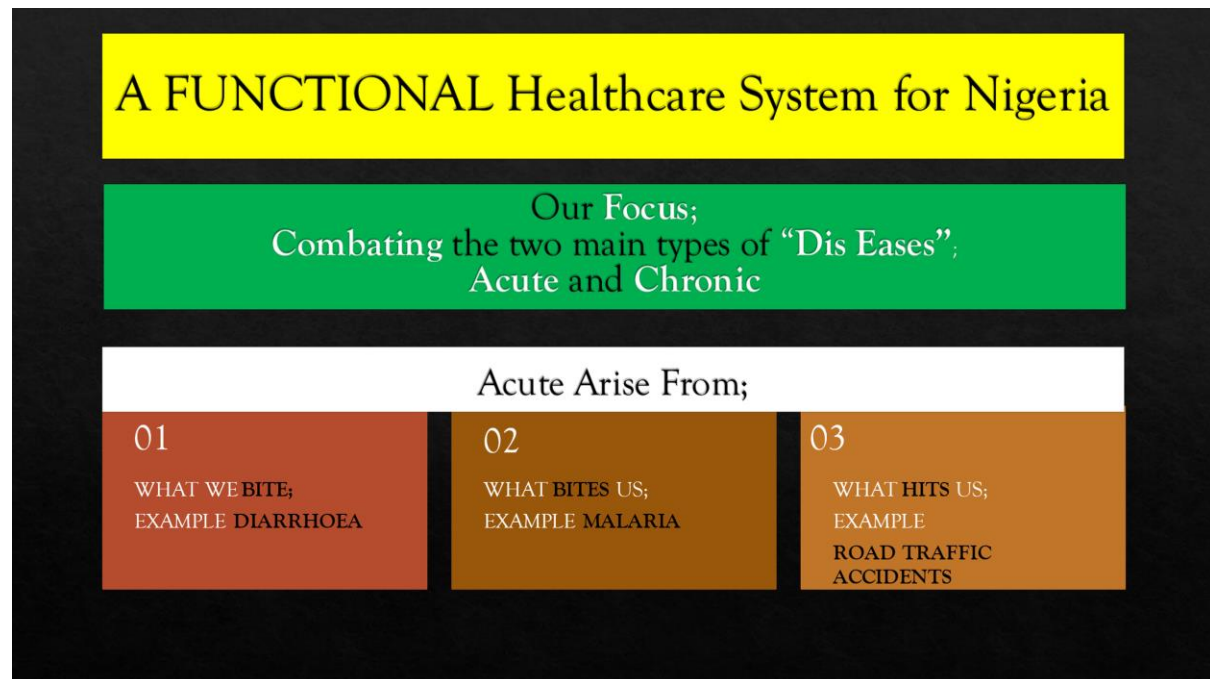 A FUNCTIONAL Healthcare System for Nigeria
Our Focus;
Combating the two main types of “Dis Eases”;
Acute and Chronic
Acute Arise From;
01
WHAT WE BITE;
EXAMPLE DIARRHOEA
02
WHAT BITES US;
EXAMPLE MALARIA
03
WHAT HITS US;
EXAMPLE
ROAD TRAFFIC
ACCIDENTS